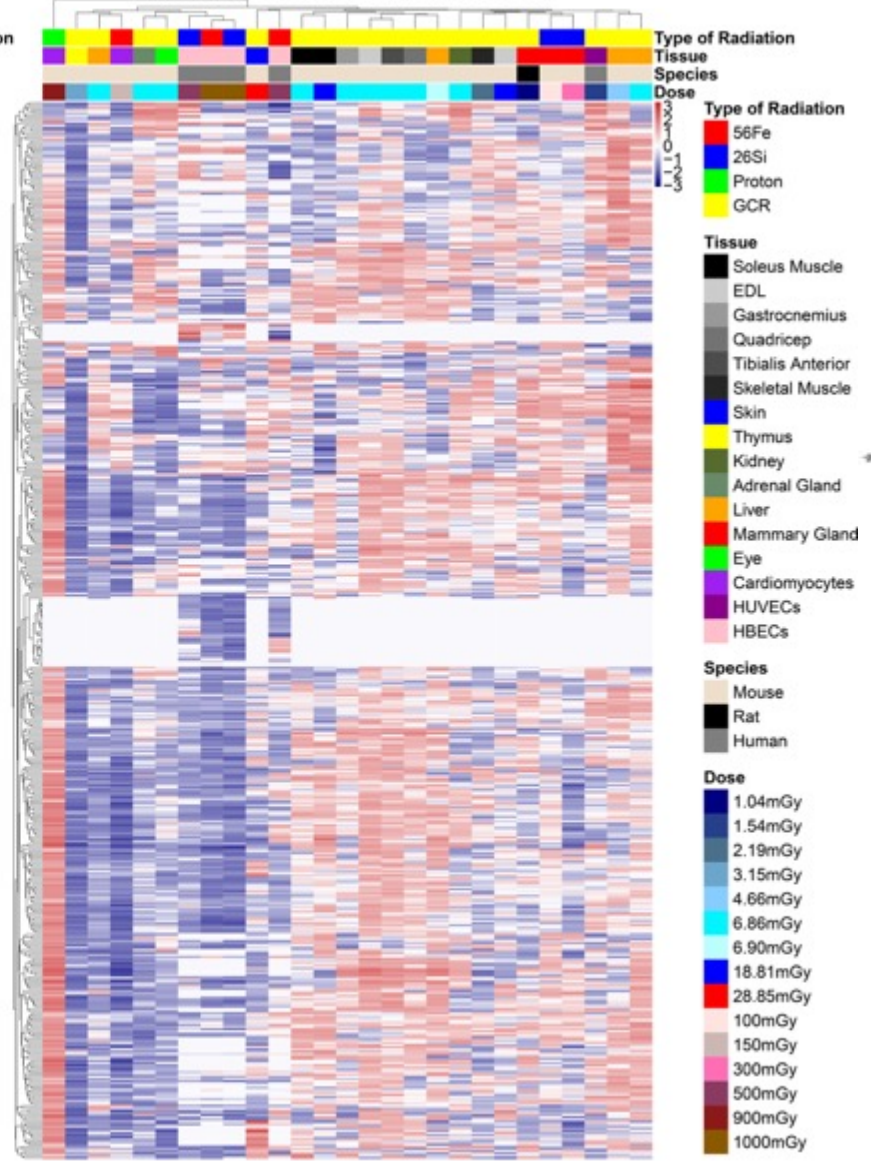 on
Type of Radiation
Tissue
Species
Dose
3
2
1
0
−1
−2
−3
Type of Radiation
56Fe
26Si
Proton
GCR
Tissue
Soleus Muscle
EDL
Gastrocnemius
Quadricep
Tibialis Anterior
Skeletal Muscle
Skin
Thymus
Kidney
Adrenal Gland
Liver
Mammary Gland
Eye
Cardiomyocytes
HUVECs
HBECs
Species
Mouse
Rat
Human
Dose
1.04mGy
1.54mGy
2.19mGy
3.15mGy
4.66mGy
6.86mGy
6.90mGy
18.81mGy
28.85mGy
100mGy
150mGy
300mGy
500mGy
900mGy
1000mGy